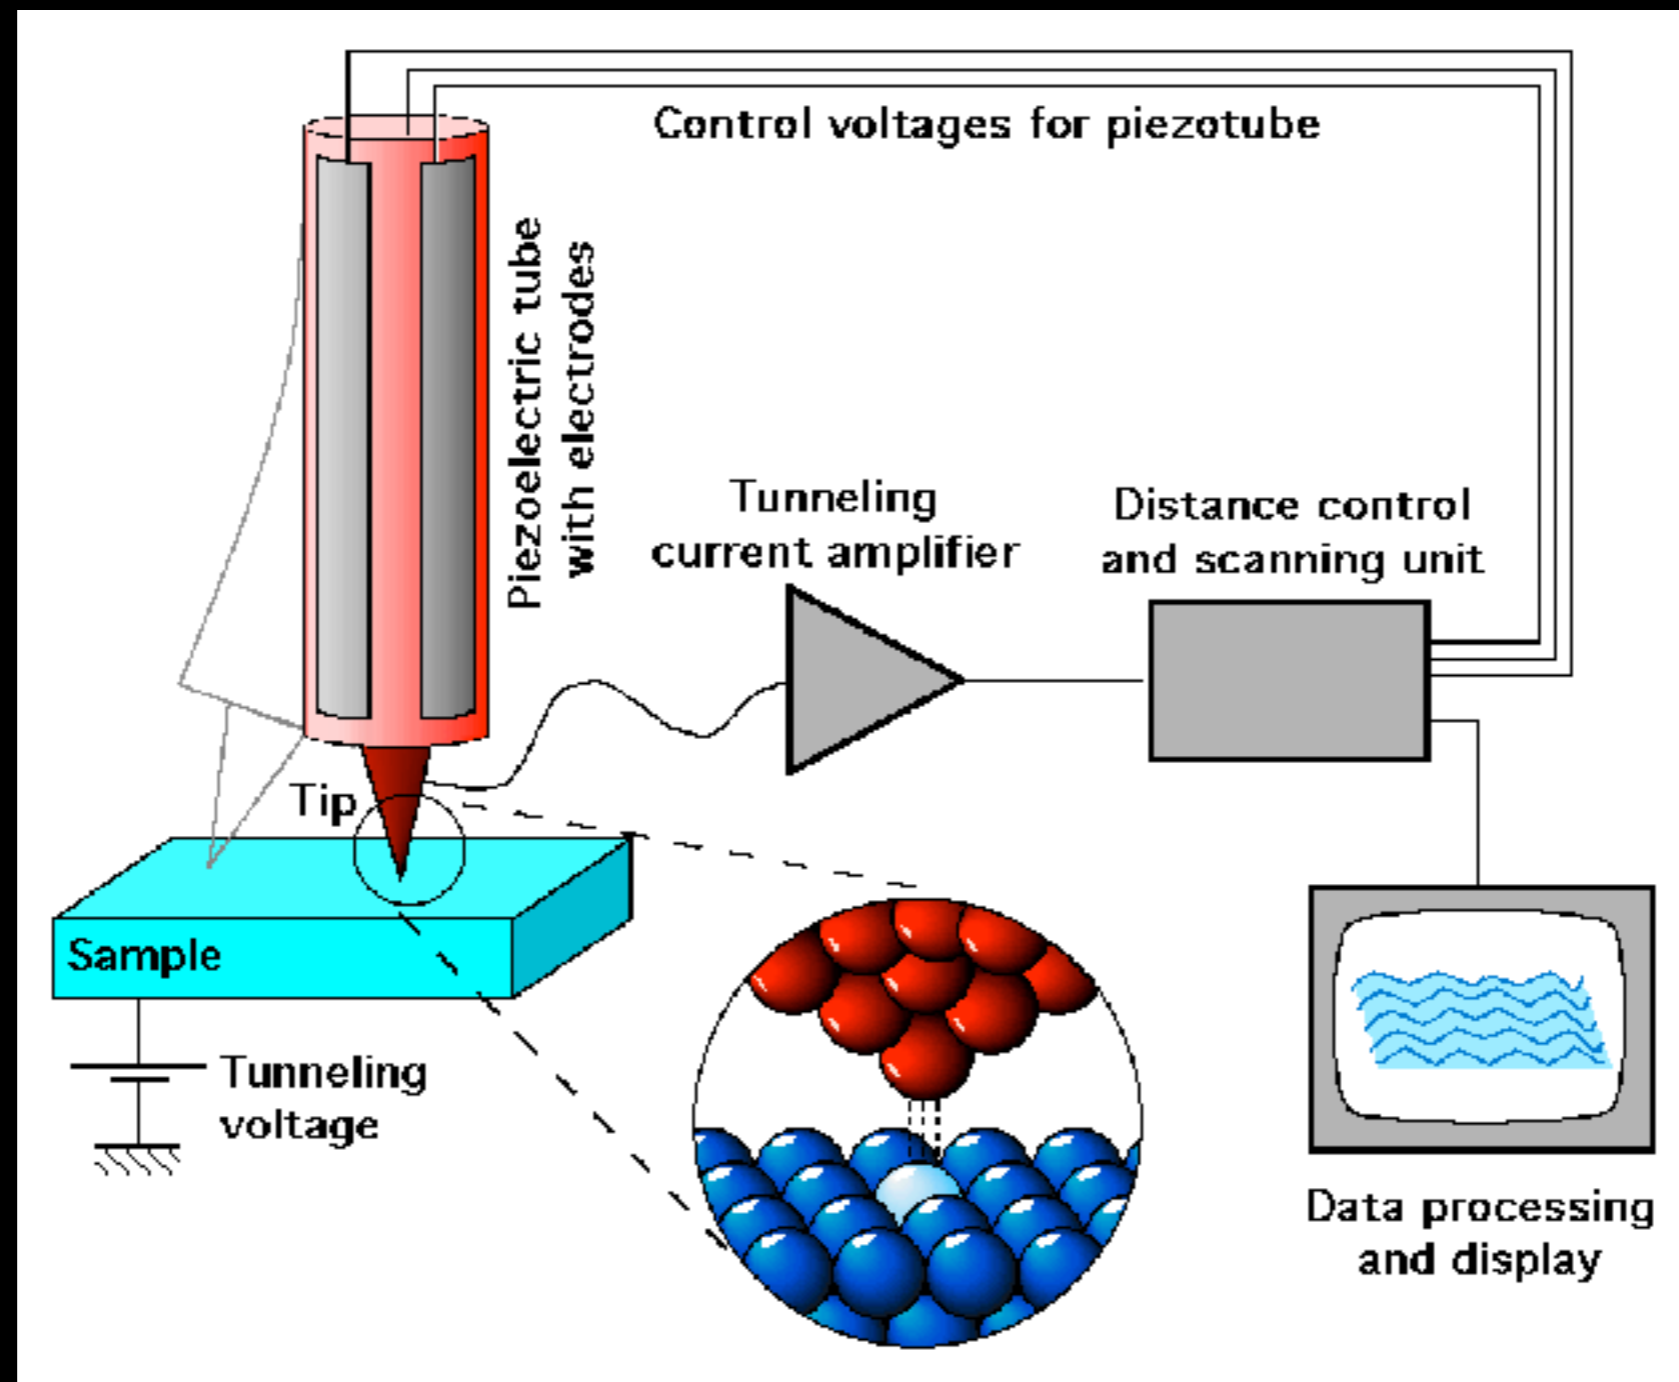 Control voltages for piezotube
Piezoelectric tube
with electrodes
Tunneling
current amplifier
Distance control
and scanning unit
Tip
Sample
Tunneling
voltage
Data processing
and display